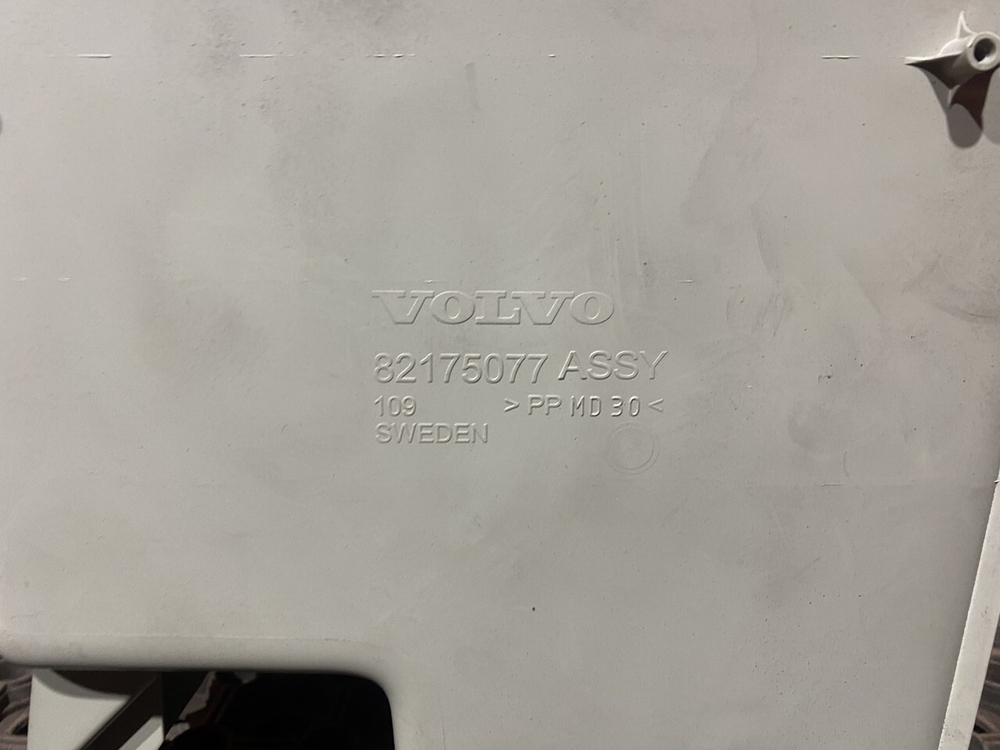 VOLVO
82175077 ASSY
109 >PP MD 30<
SWEDEN